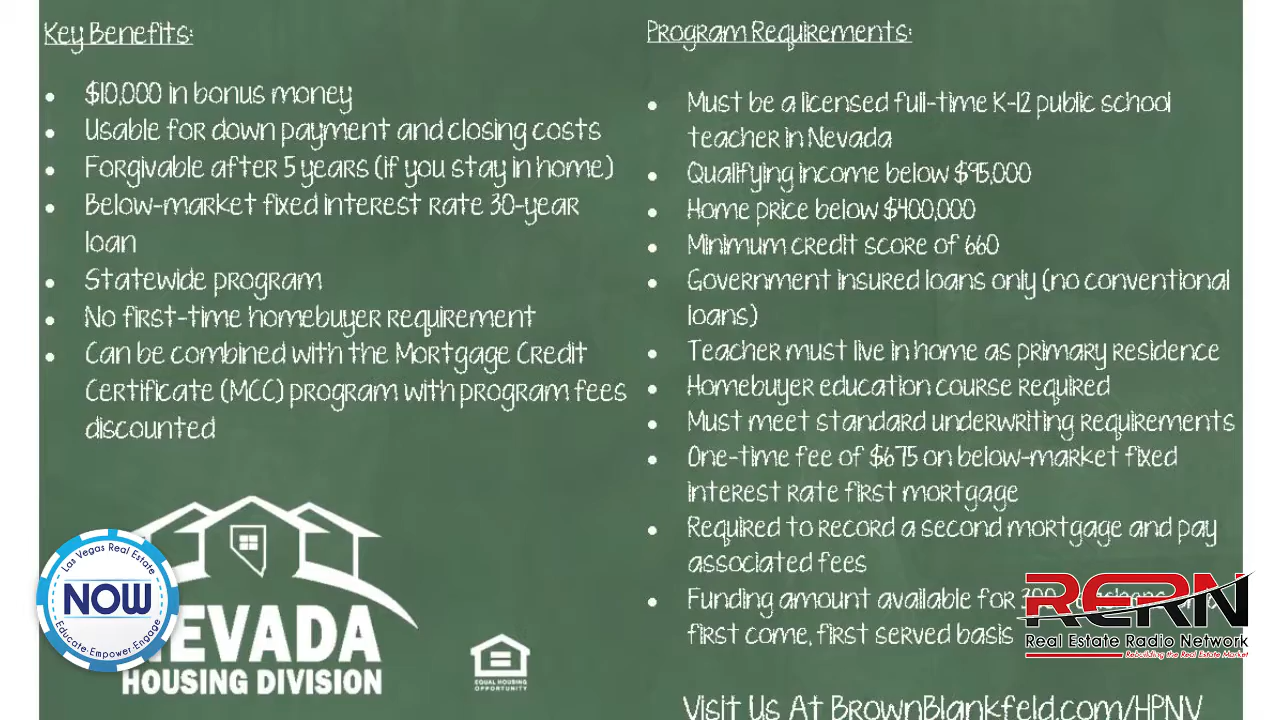 Key Benefits:
$10,000 in bonus money
Usable for down payment and closing costs
Forgivable after 5 years (if you stay in home)
Below-market fixed interest rate 30-year
loan
Statewide program
No first-time homebuyer requirement
Can be combined with the Mortgage Credit
Certificate (MCC) program with program fees
discounted
Program Requirements:
Must be a licensed full-time K-12 public school
teacher in Nevada
Qualifying income below $95,000
Home price below $400,000
Minimum credit score of 660
Government insured loans only (no conventional
loans)
Teacher must live in home as primary residence
Homebuyer education course required
Must meet standard underwriting requirements
One-time fee of $675 on below-market fixed
interest rate first mortgage
Required to record a second mortgage and pay
associated fees
Funding amount available for
first come, first served basis
Visit Us At BrownBlankfeld.com/HPNV
Las Vegas Real Estate
NOW
Educate·Empower·Engage
NEVADA
HOUSING DIVISION
EQUAL HOUSING
OPPORTUNITY
RERN
Real Estate Radio Network
Rebuilding the Real Estate Market